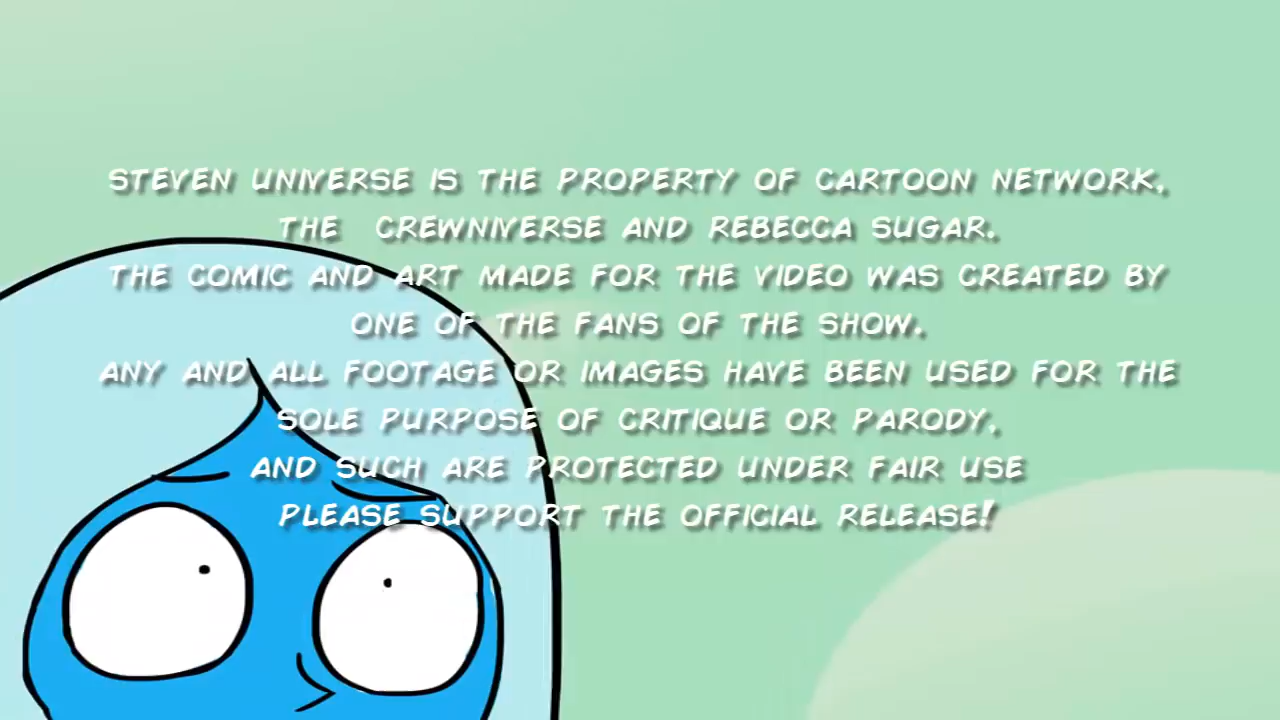 STEVEN UNIVERSE IS THE PROPERTY OF CARTOON NETWORK,
THE CREWNIVERSE AND REBECCA SUGAR.
THE COMIC AND ART MADE FOR THE VIDEO WAS CREATED BY
ONE OF THE FANS OF THE SHOW.
ANY AND ALL FOOTAGE OR IMAGES HAVE BEEN USED FOR THE
SOLE PURPOSE OF CRITIQUE OR PARODY,
AND SUCH ARE PROTECTED UNDER FAIR USE
PLEASE SUPPORT THE OFFICIAL RELEASE!